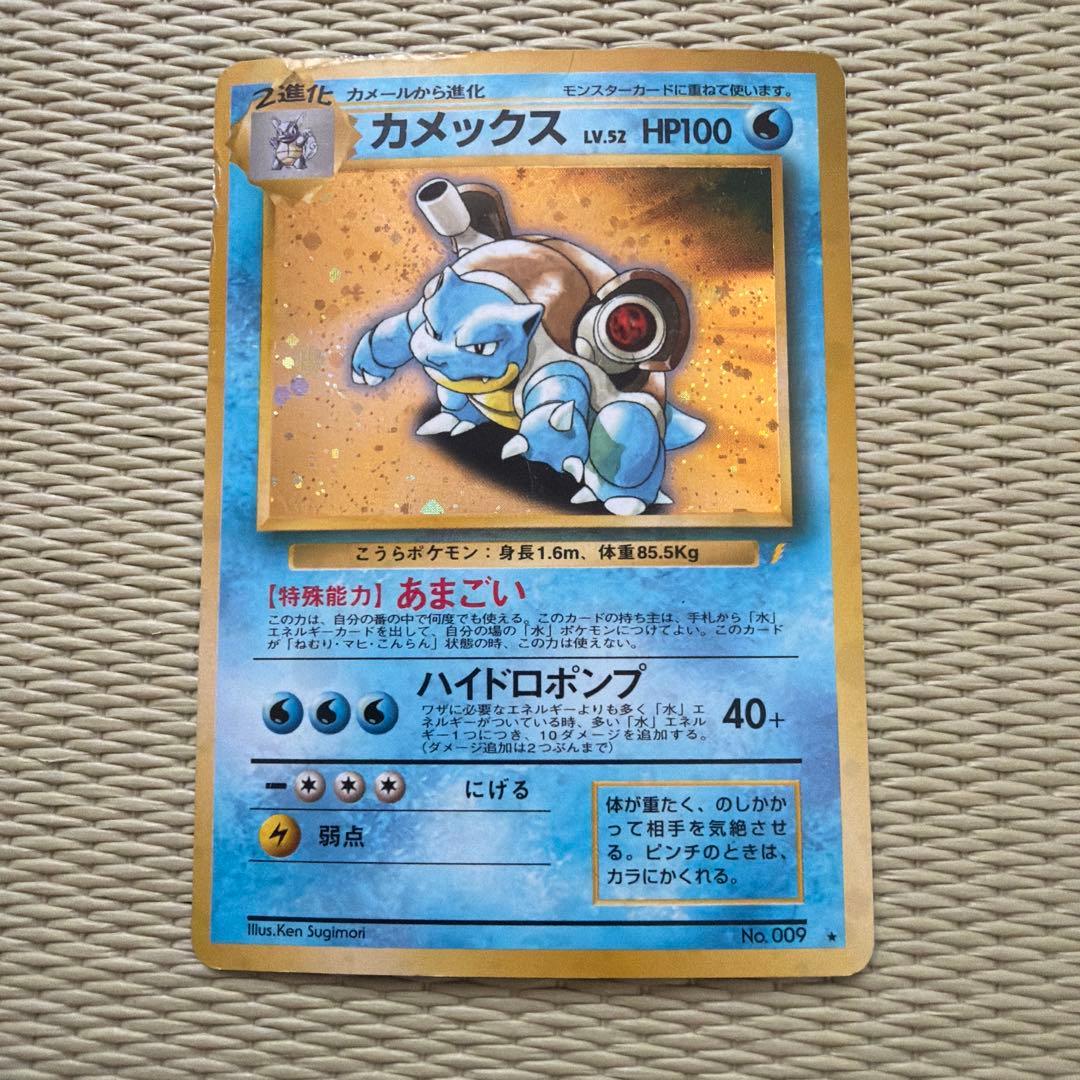 2進化 カメールから進化 モンスターカードに重ねて使います。
カメックス LV.52 HP100
こうらポケモン：身長1.6m、体重85.5Kg
【特殊能力】あまごい
この力は、自分の番の中で何度でも使える。このカードの持ち主は、手札から「水」
エネルギーカードを出して、自分の場の「水」ポケモンにつけてよい。このカード
が「ねむり・マヒ・こんらん」状態の時、この力は使えない。
ハイドロポンプ
ワザに必要なエネルギーよりも多く「水」エ
ネルギーがついている時、多い「水」エネル
ギー1つにつき、10ダメージを追加する。
（ダメージ追加は2つぶんまで）
40+
にげる
弱点
体が重たく、のしかか
って相手を気絶させ
る。ピンチのときは、
カラにかくれる。
Illus.Ken Sugimori
No.009 ★